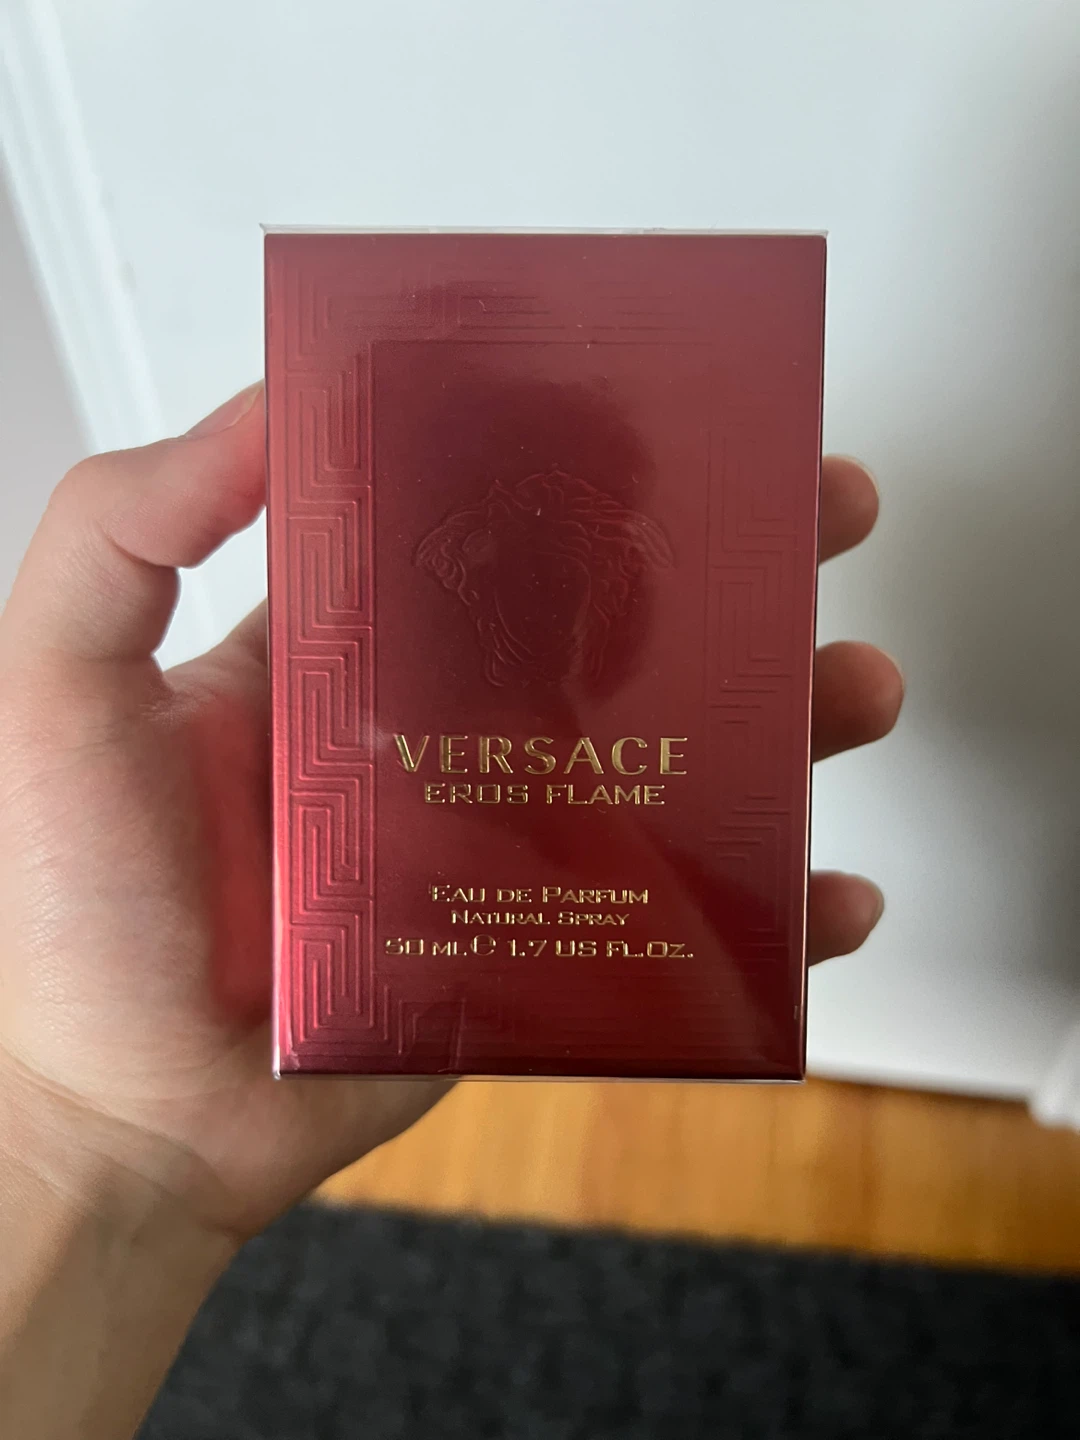 VERSACE
EROS FLAME
EAU DE PARFUM
NATURAL SPRAY
50 ML.℮ 1.7 US FL.OZ.